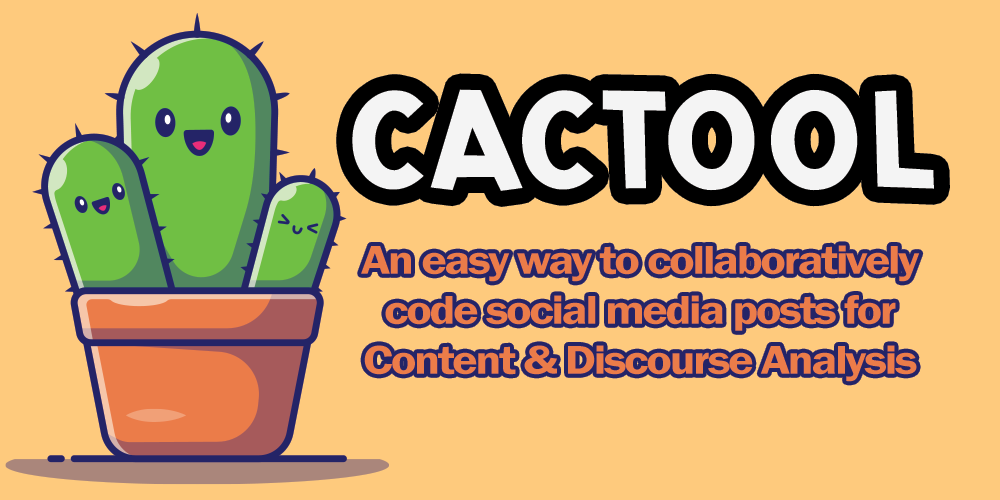 CACTOOL
An easy way to collaboratively
code social media posts for
Content & Discourse Analysis